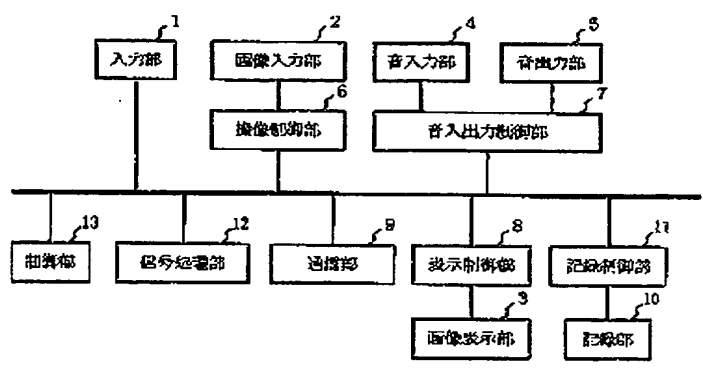 1 2 4 5
入力部 画像入力部 音入力部 音出力部
6 7
撮像制御部 音入出力制御部
13 12 9 8 11
制御部 信号処理部 通信部 表示制御部 記録制御部
3 10
画像表示部 記録部